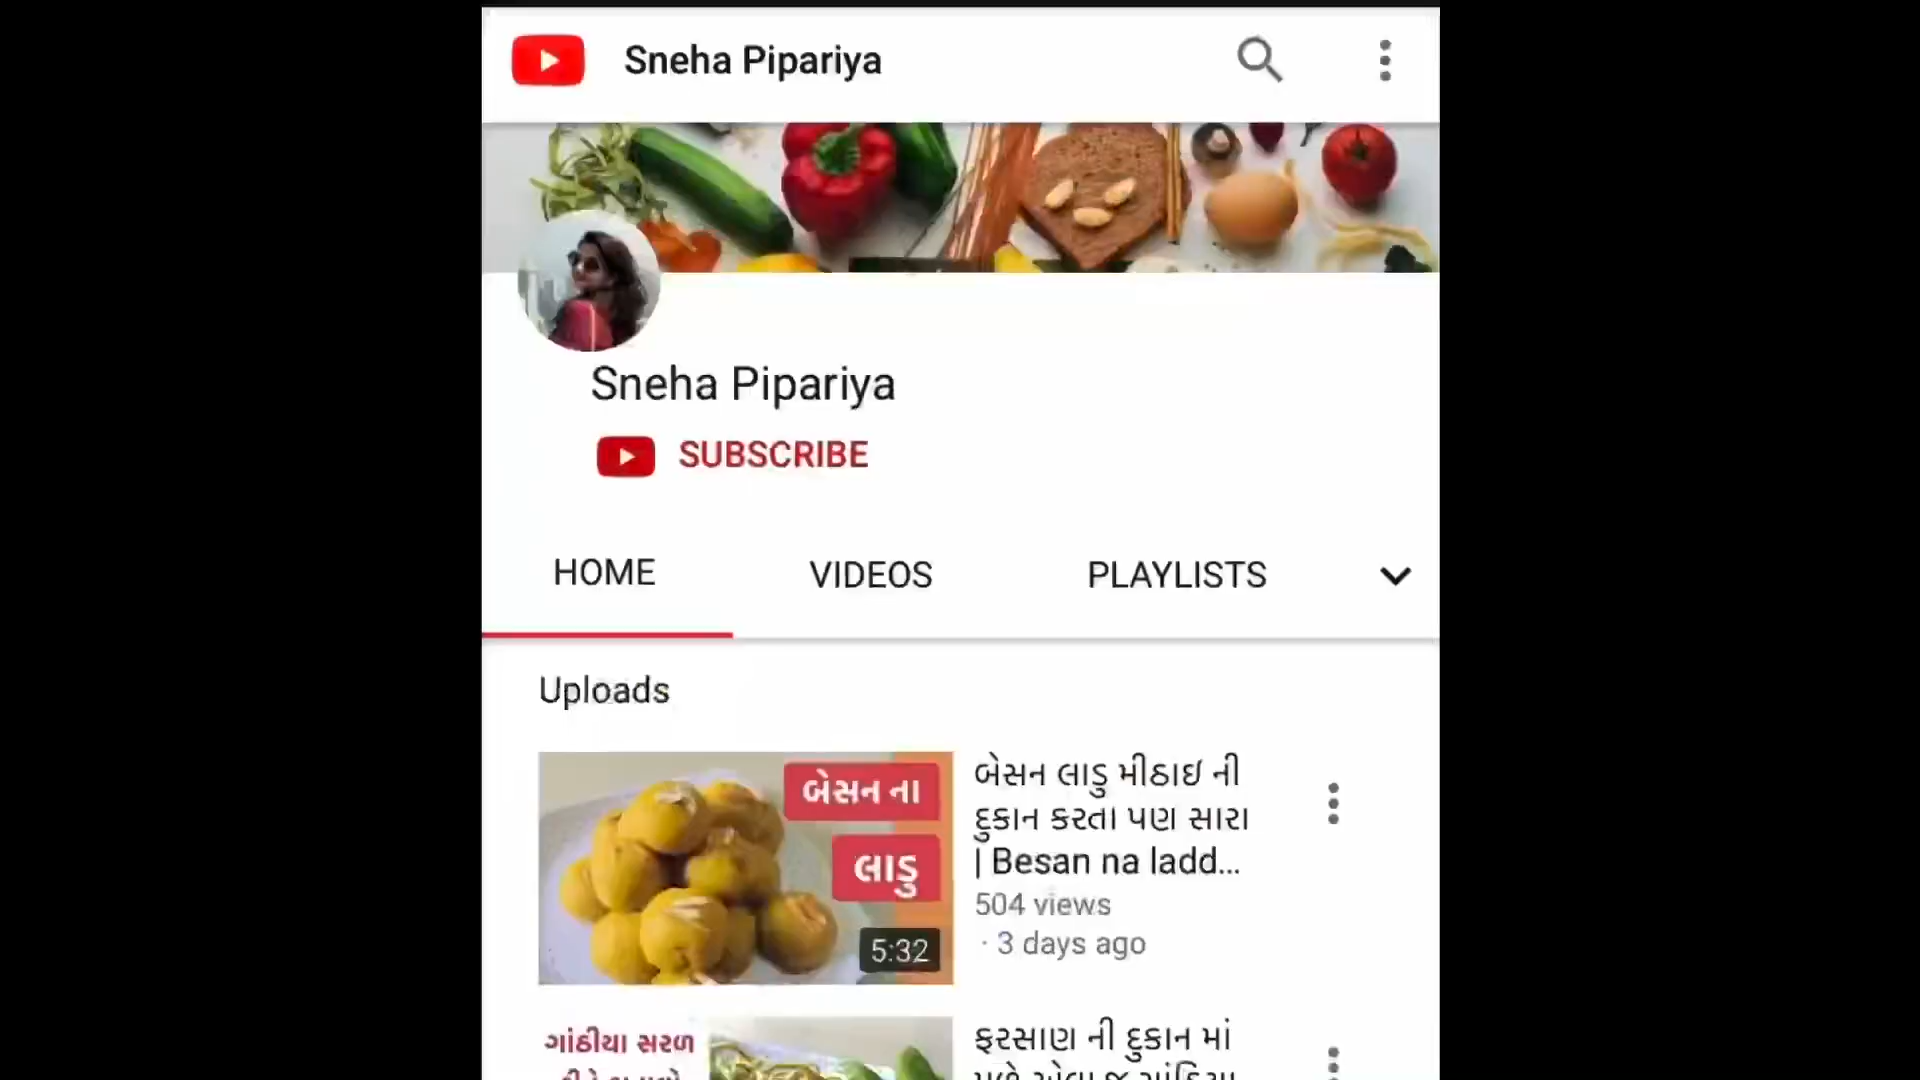 Sneha Pipariya
Sneha Pipariya
SUBSCRIBE
HOME VIDEOS PLAYLISTS
Uploads
બેસન ના
લાડુ
5:32
બેસન લાડુ મીઠાઇ ની
દુકાન કરતા પણ સારા
| Besan na ladd...
504 views
· 3 days ago
ગાંઠીયા સરળ
ફરસાણ ની દુકાન માં